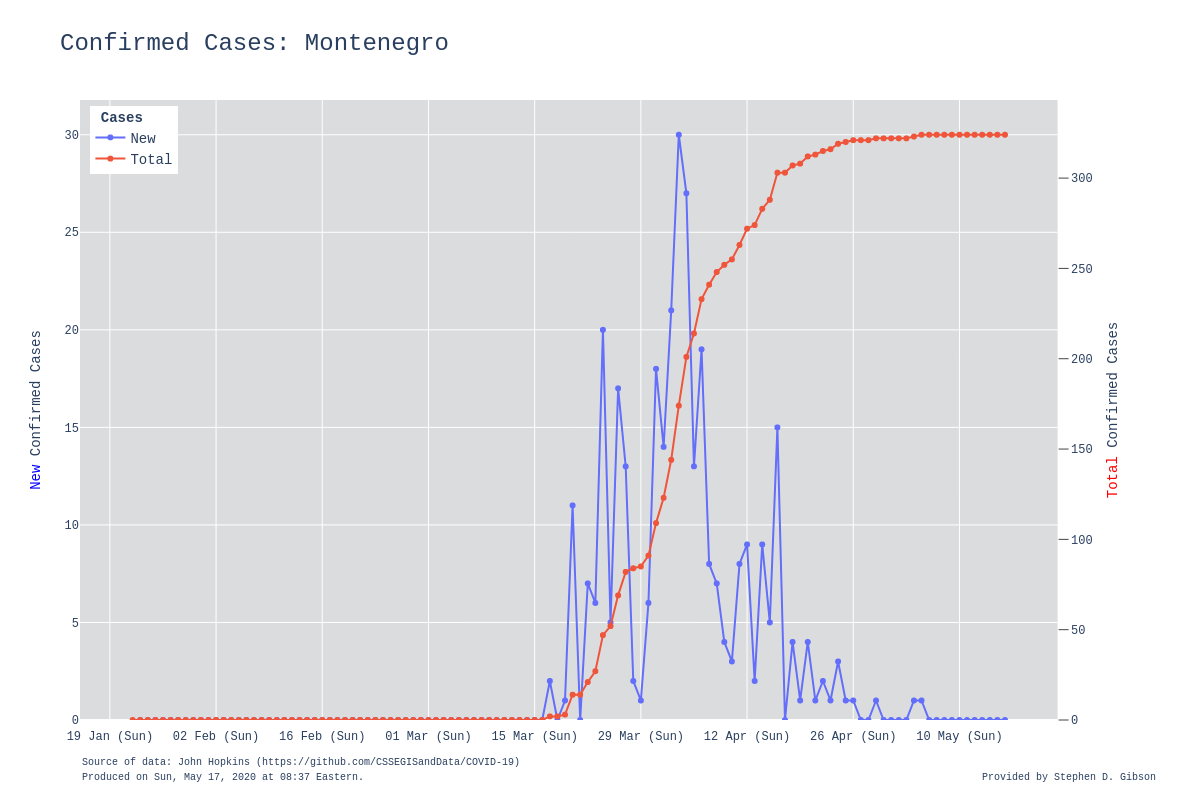 Confirmed Cases: Montenegro
Cases
New
Total
30
25
20
15
10
5
0
New Confirmed Cases
300
250
200
150
100
50
0
Total Confirmed Cases
19 Jan (Sun) 02 Feb (Sun) 16 Feb (Sun) 01 Mar (Sun) 15 Mar (Sun) 29 Mar (Sun) 12 Apr (Sun) 26 Apr (Sun) 10 May (Sun)
Source of data: John Hopkins (https://github.com/CSSEGISandData/COVID-19)
Produced on Sun, May 17, 2020 at 08:37 Eastern.
Provided by Stephen D. Gibson